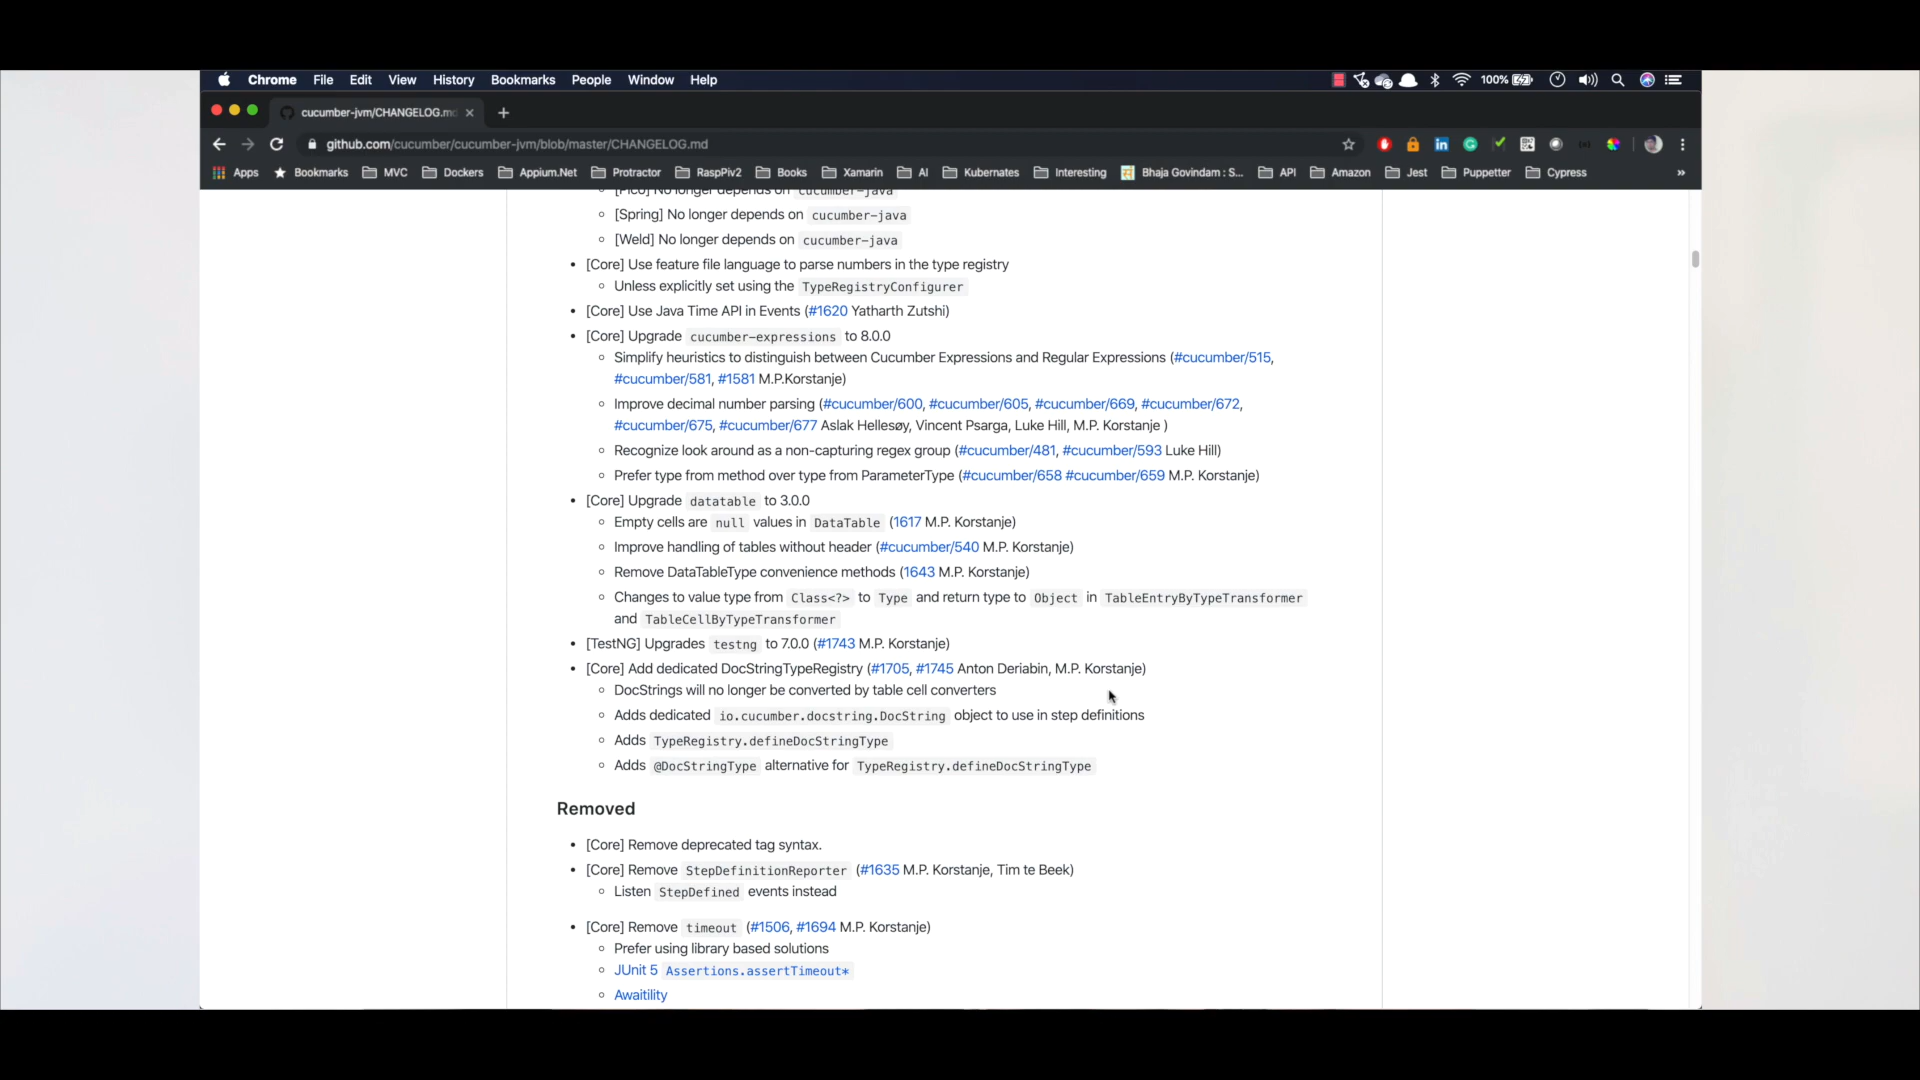 Chrome File Edit View History Bookmarks People Window Help 100%
cucumber-jvm/CHANGELOG.md
github.com/cucumber/cucumber-jvm/blob/master/CHANGELOG.md
Apps Bookmarks MVC Dockers Appium.Net Protractor RaspPiv2 Books Xamarin AI Kubernates Interesting Bhaja Govindam : S... API Amazon Jest Puppetter Cypress »
[Pico] No longer depends on cucumber-java
[Spring] No longer depends on cucumber-java
[Weld] No longer depends on cucumber-java
[Core] Use feature file language to parse numbers in the type registry
Unless explicitly set using the TypeRegistryConfigurer
[Core] Use Java Time API in Events (#1620 Yatharth Zutshi)
[Core] Upgrade cucumber-expressions to 8.0.0
Simplify heuristics to distinguish between Cucumber Expressions and Regular Expressions (#cucumber/515,
#cucumber/581, #1581 M.P.Korstanje)
Improve decimal number parsing (#cucumber/600, #cucumber/605, #cucumber/669, #cucumber/672,
#cucumber/675, #cucumber/677 Aslak Hellesøy, Vincent Psarga, Luke Hill, M.P. Korstanje )
Recognize look around as a non-capturing regex group (#cucumber/481, #cucumber/593 Luke Hill)
Prefer type from method over type from ParameterType (#cucumber/658 #cucumber/659 M.P. Korstanje)
[Core] Upgrade datatable to 3.0.0
Empty cells are null values in DataTable (1617 M.P. Korstanje)
Improve handling of tables without header (#cucumber/540 M.P. Korstanje)
Remove DataTableType convenience methods (1643 M.P. Korstanje)
Changes to value type from Class<?> to Type and return type to Object in TableEntryByTypeTransformer
and TableCellByTypeTransformer
[TestNG] Upgrades testng to 7.0.0 (#1743 M.P. Korstanje)
[Core] Add dedicated DocStringTypeRegistry (#1705, #1745 Anton Deriabin, M.P. Korstanje)
DocStrings will no longer be converted by table cell converters
Adds dedicated io.cucumber.docstring.DocString object to use in step definitions
Adds TypeRegistry.defineDocStringType
Adds @DocStringType alternative for TypeRegistry.defineDocStringType
Removed
[Core] Remove deprecated tag syntax.
[Core] Remove StepDefinitionReporter (#1635 M.P. Korstanje, Tim te Beek)
Listen StepDefined events instead
[Core] Remove timeout (#1506, #1694 M.P. Korstanje)
Prefer using library based solutions
JUnit 5 Assertions.assertTimeout*
Awaitility